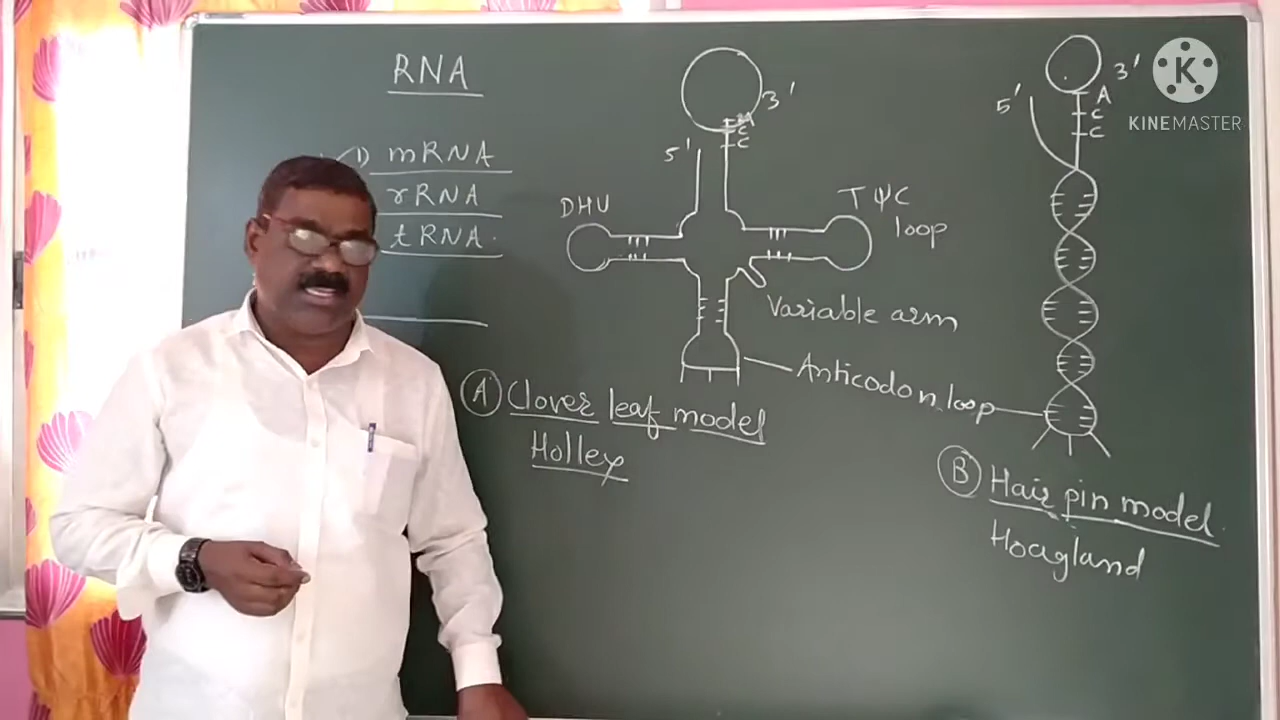 RNA
1) mRNA
rRNA
tRNA.
3'
A
C
C
5'
DHU
T ψ C
loop
Variable arm
Anticodon loop
(A) Clover leaf model
Holley
3'
5'
A
C
C
(B) Hair pin model.
Hoagland
K
KINEMASTER